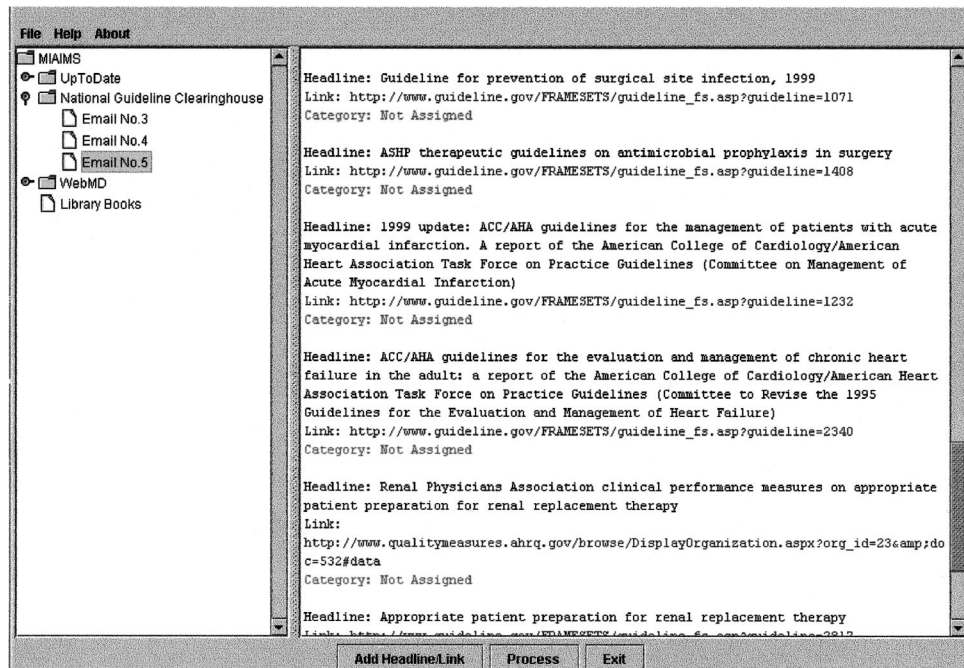 File Help About
MIAIMS
UpToDate
National Guideline Clearinghouse
Email No.3
Email No.4
Email No.5
WebMD
Library Books
Headline: Guideline for prevention of surgical site infection, 1999
Link: http://www.guideline.gov/FRAMESETS/guideline_fs.asp?guideline=1071
Category: Not Assigned
Headline: ASHP therapeutic guidelines on antimicrobial prophylaxis in surgery
Link: http://www.guideline.gov/FRAMESETS/guideline_fs.asp?guideline=1408
Category: Not Assigned
Headline: 1999 update: ACC/AHA guidelines for the management of patients with acute
myocardial infarction. A report of the American College of Cardiology/American
Heart Association Task Force on Practice Guidelines (Committee on Management of
Acute Myocardial Infarction)
Link: http://www.guideline.gov/FRAMESETS/guideline_fs.asp?guideline=1232
Category: Not Assigned
Headline: ACC/AHA guidelines for the evaluation and management of chronic heart
failure in the adult: a report of the American College of Cardiology/American Heart
Association Task Force on Practice Guidelines (Committee to Revise the 1995
Guidelines for the Evaluation and Management of Heart Failure)
Link: http://www.guideline.gov/FRAMESETS/guideline_fs.asp?guideline=2340
Category: Not Assigned
Headline: Renal Physicians Association clinical performance measures on appropriate
patient preparation for renal replacement therapy
Link:
http://www.qualitymeasures.ahrq.gov/browse/DisplayOrganization.aspx?org_id=23&amp;do
c=532#data
Category: Not Assigned
Headline: Appropriate patient preparation for renal replacement therapy
Link: http://www.guideline.gov/FRAMESETS/guideline_fs.asp?guideline=2817
Add Headline/Link Process Exit